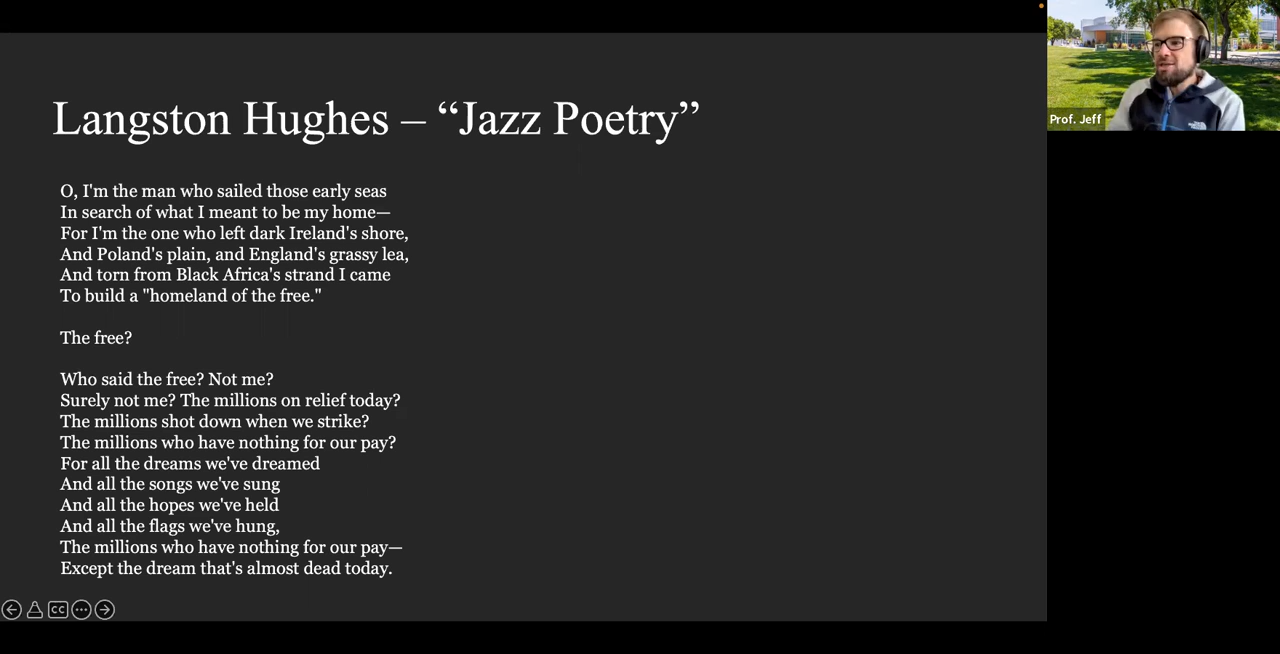 Langston Hughes – “Jazz Poetry”
O, I'm the man who sailed those early seas
In search of what I meant to be my home—
For I'm the one who left dark Ireland's shore,
And Poland's plain, and England's grassy lea,
And torn from Black Africa's strand I came
To build a "homeland of the free."
The free?
Who said the free? Not me?
Surely not me? The millions on relief today?
The millions shot down when we strike?
The millions who have nothing for our pay?
For all the dreams we've dreamed
And all the songs we've sung
And all the hopes we've held
And all the flags we've hung,
The millions who have nothing for our pay—
Except the dream that's almost dead today.
CC
Prof. Jeff